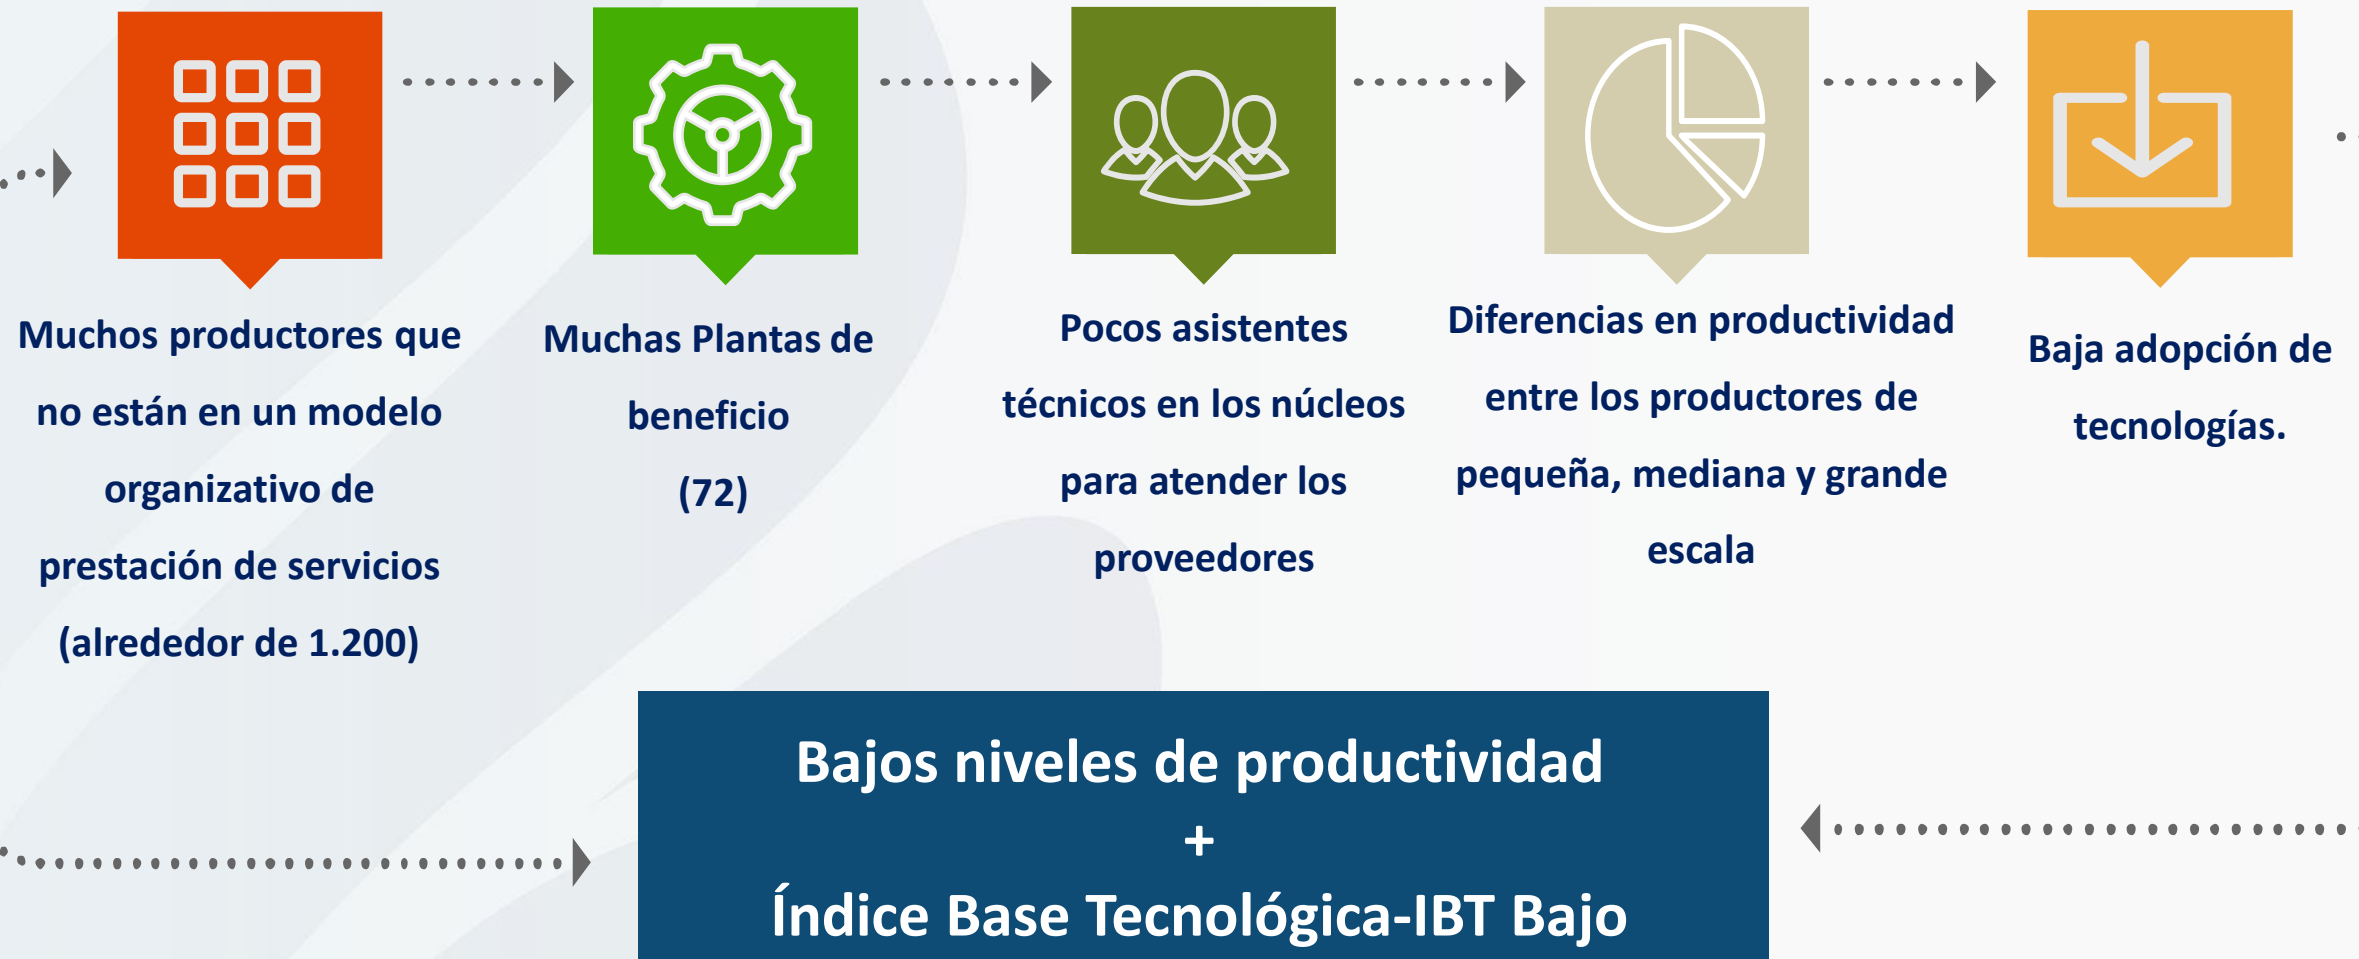 Muchos productores que
no están en un modelo
organizativo de
prestación de servicios
(alrededor de 1.200)
Muchas Plantas de
beneficio
(72)
Pocos asistentes
técnicos en los núcleos
para atender los
proveedores
Diferencias en productividad
entre los productores de
pequeña, mediana y grande
escala
Baja adopción de
tecnologías.
Bajos niveles de productividad
+
Índice Base Tecnológica-IBT Bajo